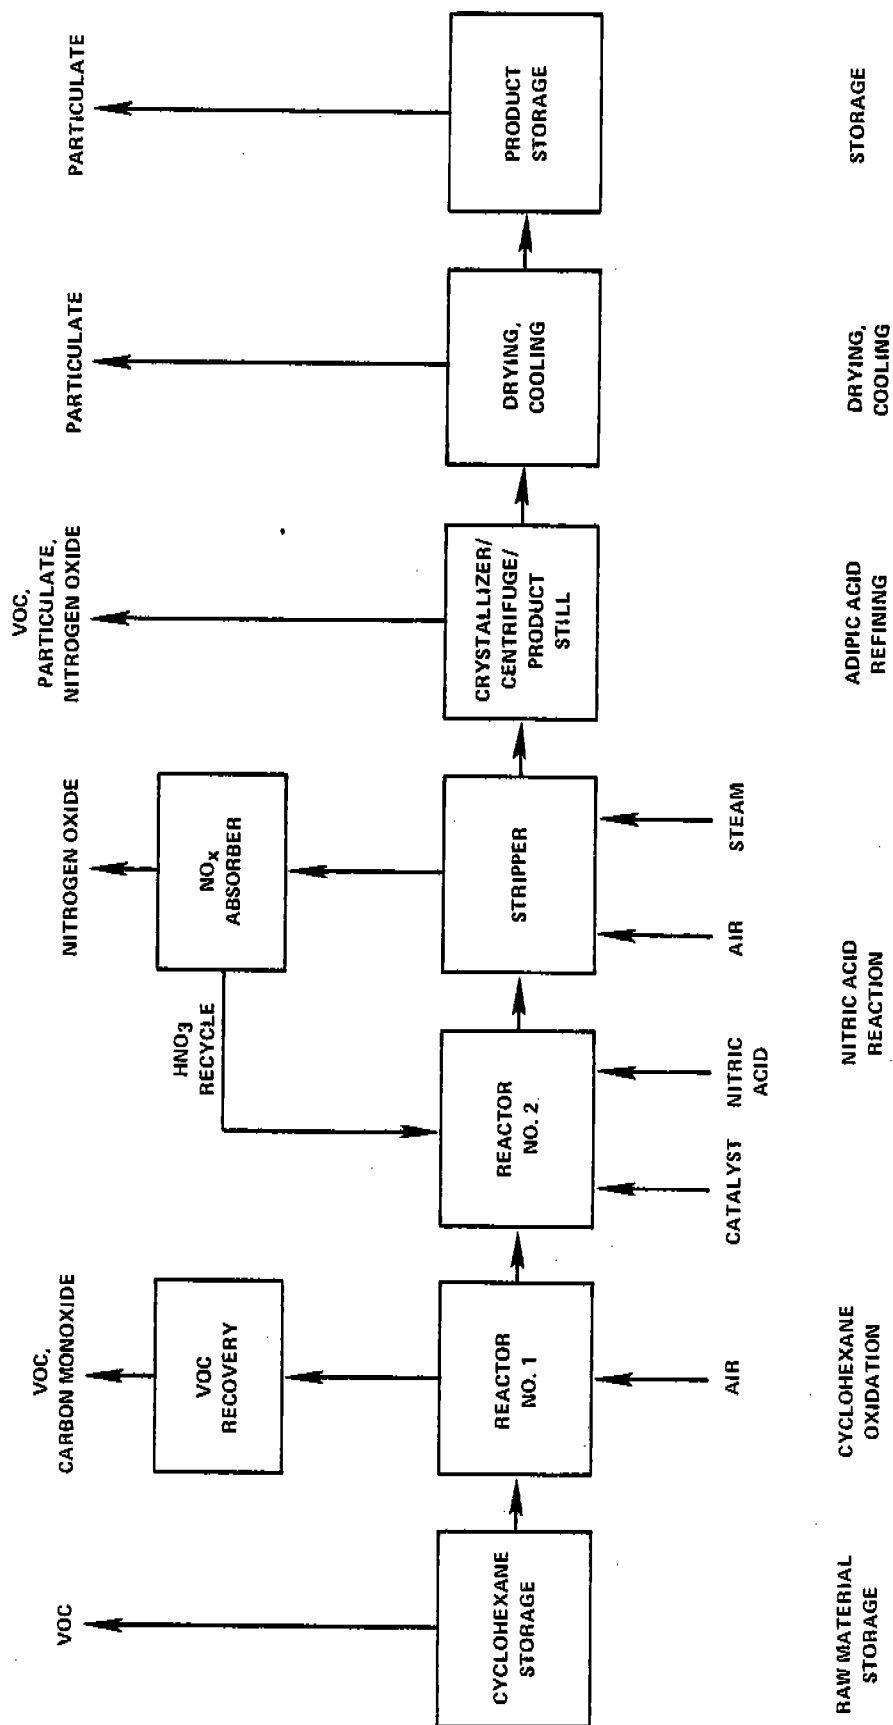 VOC
VOC,
CARBON MONOXIDE
NITROGEN OXIDE
VOC,
PARTICULATE,
NITROGEN OXIDE
PARTICULATE
PARTICULATE
VOC
RECOVERY
HNO3
RECYCLE
NOx
ABSORBER
CYCLOHEXANE
STORAGE
REACTOR
NO. 1
REACTOR
NO. 2
STRIPPER
CRYSTALLIZER/
CENTRIFUGE/
PRODUCT
STILL
DRYING,
COOLING
PRODUCT
STORAGE
AIR
CATALYST
NITRIC
ACID
AIR
STEAM
RAW MATERIAL
STORAGE
CYCLOHEXANE
OXIDATION
NITRIC ACID
REACTION
ADIPIC ACID
REFINING
DRYING,
COOLING
STORAGE